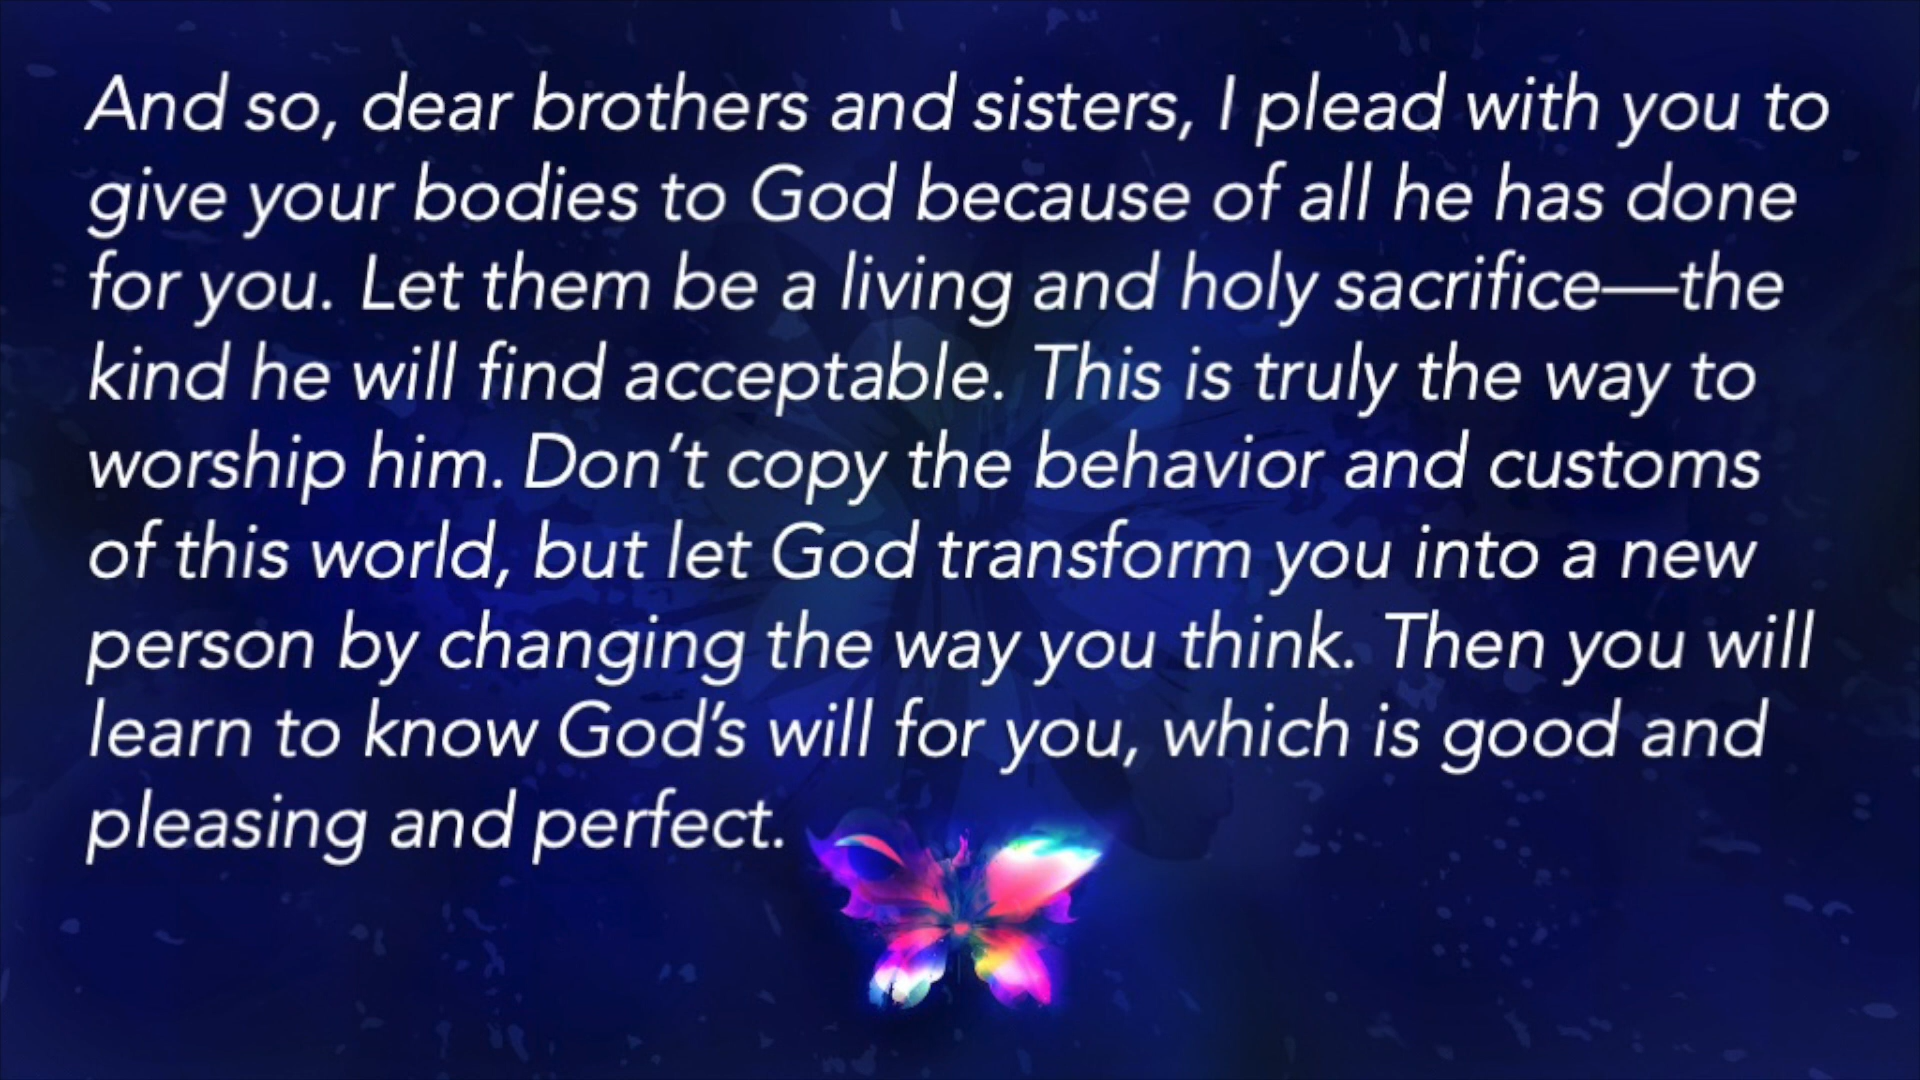 And so, dear brothers and sisters, I plead with you to
give your bodies to God because of all he has done
for you. Let them be a living and holy sacrifice—the
kind he will find acceptable. This is truly the way to
worship him. Don’t copy the behavior and customs
of this world, but let God transform you into a new
person by changing the way you think. Then you will
learn to know God’s will for you, which is good and
pleasing and perfect.